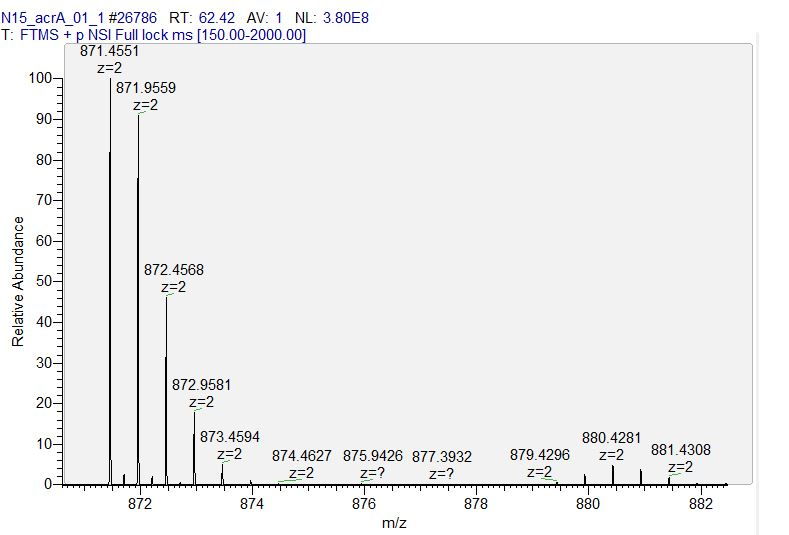 N15_acrA_01_1 #26786 RT: 62.42 AV: 1 NL: 3.80E8
T: FTMS + p NSI Full lock ms [150.00-2000.00]
871.4551
z=2
871.9559
z=2
872.4568
z=2
872.9581
z=2
873.4594
z=2
874.4627
z=2
875.9426
z=?
877.3932
z=?
879.4296
z=2
880.4281
z=2
881.4308
z=2
100
90
80
70
60
50
40
30
20
10
0
Relative Abundance
872 874 876 878 880 882
m/z